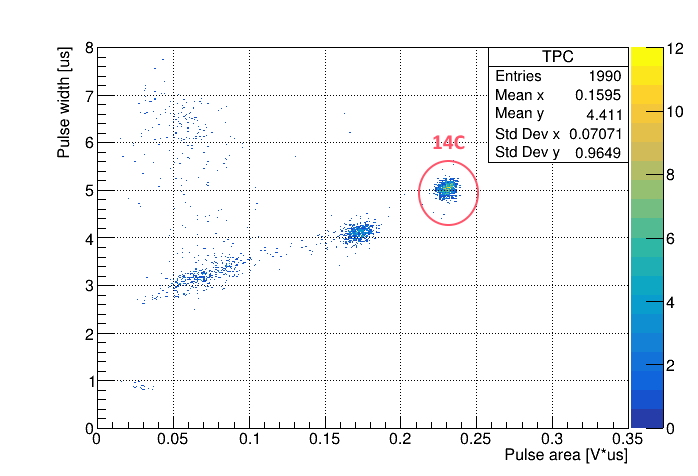 TPC
Entries 1990
Mean x 0.1595
Mean y 4.411
Std Dev x 0.07071
Std Dev y 0.9649
Pulse width [us]
8
7
6
5
4
3
2
1
0
14C
12
10
8
6
4
2
0
0 0.05 0.1 0.15 0.2 0.25 0.3 0.35
Pulse area [V*us]